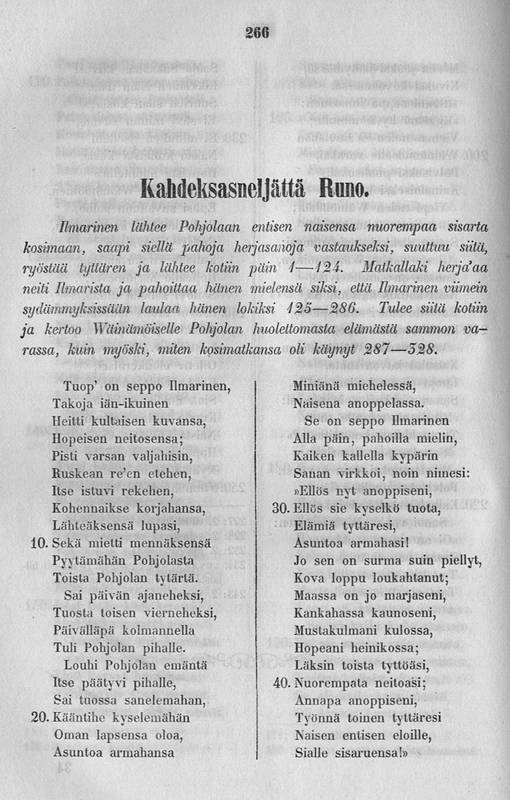 266
Kahdeksasneljättä Runo.
Ilmarinen lähtee Pohjolaan entisen naisensa nuorempaa sisarta
kosimaan, saapi siellä pahoja herjasanoja vastaukseksi, suuttuu siitä,
ryöstää tyttären ja lähtee kotiin päin 1—124. Matkallaki herja'aa
neiti Ilmarista ja pahoittaa hänen mielensä siksi, että Ilmarinen viimein
sydämmyksissään laulaa hänen lokiksi 125—286. Tulee siitä kotiin
ja kertoo Wäinämöiselle Pohjolan huolettomasta elämästä sammon va—
rassa, kuin myöski, miten kosimatkansa oli käynyt 287—328.
Tuop' on seppo Ilmarinen,
Takoja iän-ikuinen
Heitti kultaisen kuvansa,
Hopeisen neitosensa;
Pisti varsan valjahisin,
Ruskean re'en etehen,
Itse istuvi rekehen,
Kohennaikse korjahansa,
Lähteäksensä lupasi,
10. Sekä mietti mennäksensä
Pyytämähän Pohjolasta
Toista Pohjolan tytärtä.
Sai päivän ajaneheksi,
Tuosta toisen vierneheksi,
Päivälläpä kolmannella
Tuli Pohjolan pihalle.
Louhi Pohjolan emäntä
Itse päätyvi pihalle,
Sai tuossa sanelemahan,
20. Kääntihe kyselemähän
Oman lapsensa oloa,
Asuntoa armahansa
Miniänä miehelessä,
Naisena anoppelassa.
Se on seppo Ilmarinen
Alla päin, pahoilla mielin,
Kaiken kallella kypärin
Sanan virkkoi, noin nimesi:
»Ellös nyt anoppiseni,
30. Ellös sie kyselkö tuota,
Elämiä tyttäresi,
Asuntoa armahasi!
Jo sen on surma suin piellyt,
Kova loppu loukahtanut;
Maassa on jo marjaseni,
Kankahassa kaunoseni,
Mustakulmani kulossa,
Hopeani heinikossa;
Läksin toista tyttöäsi,
40. Nuorempata neitoasi;
Annapa anoppiseni,
Työnnä toinen tyttäresi
Naisen entisen eloille,
Sialle sisaruensa!»